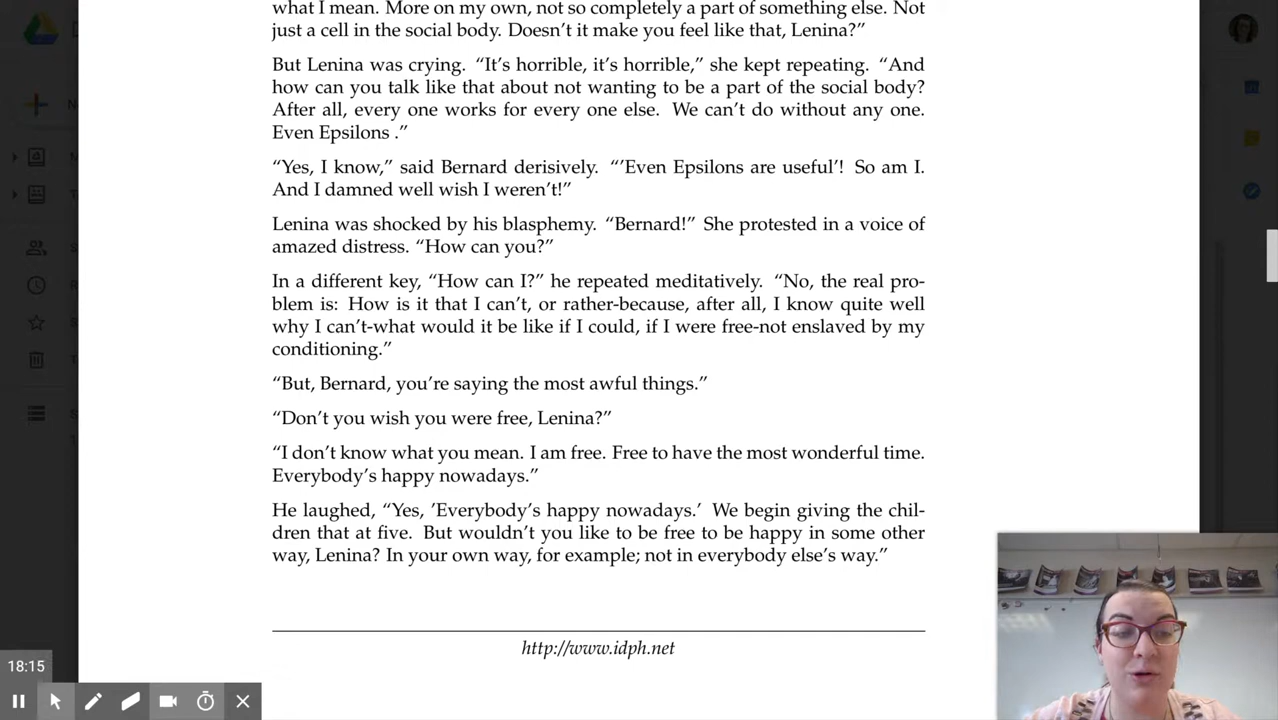 what I mean. More on my own, not so completely a part of something else. Not
just a cell in the social body. Doesn't it make you feel like that, Lenina?”
But Lenina was crying. “It's horrible, it's horrible,” she kept repeating. “And
how can you talk like that about not wanting to be a part of the social body?
After all, every one works for every one else. We can't do without any one.
Even Epsilons .”
“Yes, I know,” said Bernard derisively. “'Even Epsilons are useful'! So am I.
And I damned well wish I weren't!”
Lenina was shocked by his blasphemy. “Bernard!” She protested in a voice of
amazed distress. “How can you?”
In a different key, “How can I?” he repeated meditatively. “No, the real pro-
blem is: How is it that I can't, or rather-because, after all, I know quite well
why I can't-what would it be like if I could, if I were free-not enslaved by my
conditioning.”
“But, Bernard, you're saying the most awful things.”
“Don't you wish you were free, Lenina?”
“I don't know what you mean. I am free. Free to have the most wonderful time.
Everybody's happy nowadays.”
He laughed, “Yes, 'Everybody's happy nowadays.' We begin giving the chil-
dren that at five. But wouldn't you like to be free to be happy in some other
way, Lenina? In your own way, for example; not in everybody else's way.”
http://www.idph.net
18:15